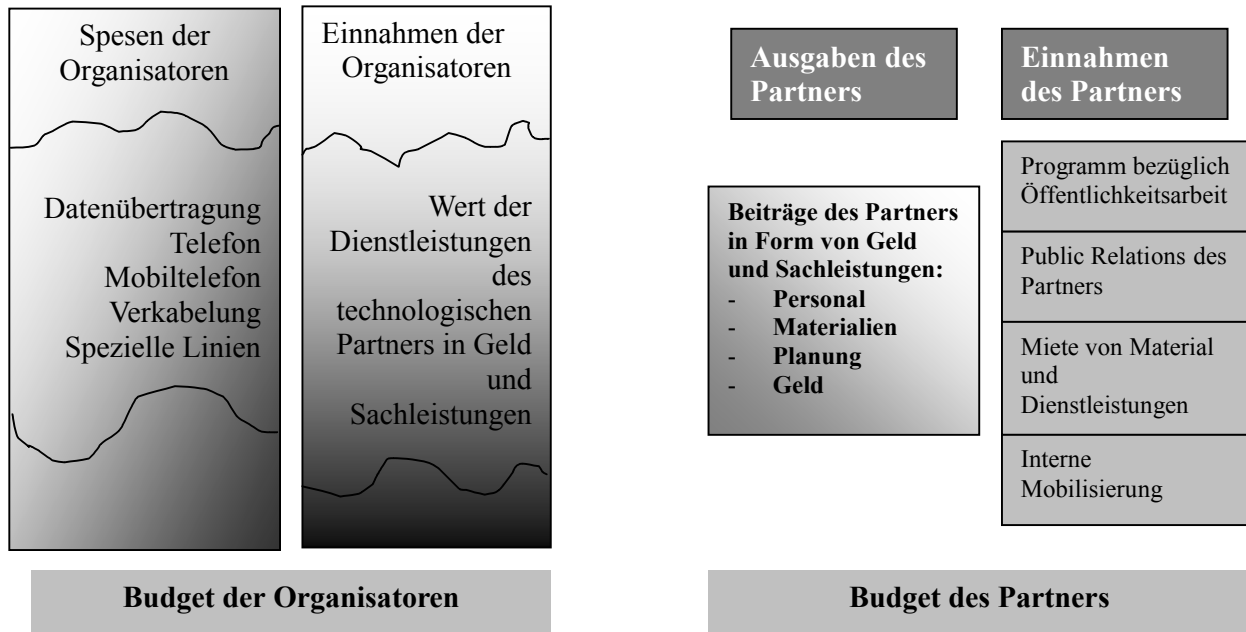 Spesen der
Organisatoren
Datenübertragung
Telefon
Mobiltelefon
Verkabelung
Spezielle Linien
Einnahmen der
Organisatoren
Wert der
Dienstleistungen
des
technologischen
Partners in Geld
und
Sachleistungen
Budget der Organisatoren
Ausgaben des
Partners
Beiträge des Partners
in Form von Geld
und Sachleistungen:
- Personal
- Materialien
- Planung
- Geld
Einnahmen
des Partners
Programm bezüglich
Öffentlichkeitsarbeit
Public Relations des
Partners
Miete von Material
und
Dienstleistungen
Interne
Mobilisierung
Budget des Partners